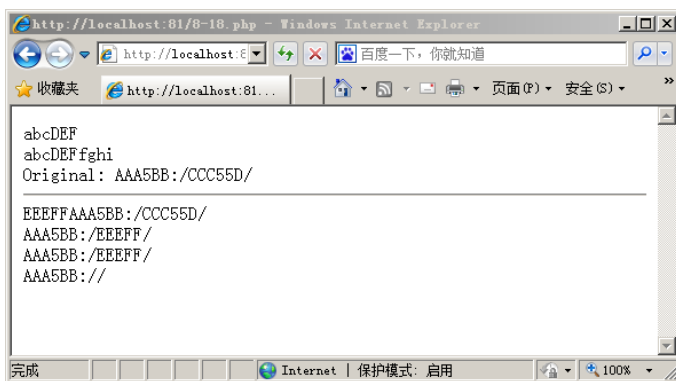 http://localhost:81/8-18.php - Windows Internet Explorer
http://localhost:8 百度一下，你就知道
收藏夹 http://localhost:81... 页面(P) 安全(S) »
abcDEF
abcDEFfghi
Original: AAA5BB:/CCC55D/
EEEFFAAA5BB:/CCC55D/
AAA5BB:/EEEFF/
AAA5BB:/EEEFF/
AAA5BB://
完成 Internet | 保护模式: 启用 100%